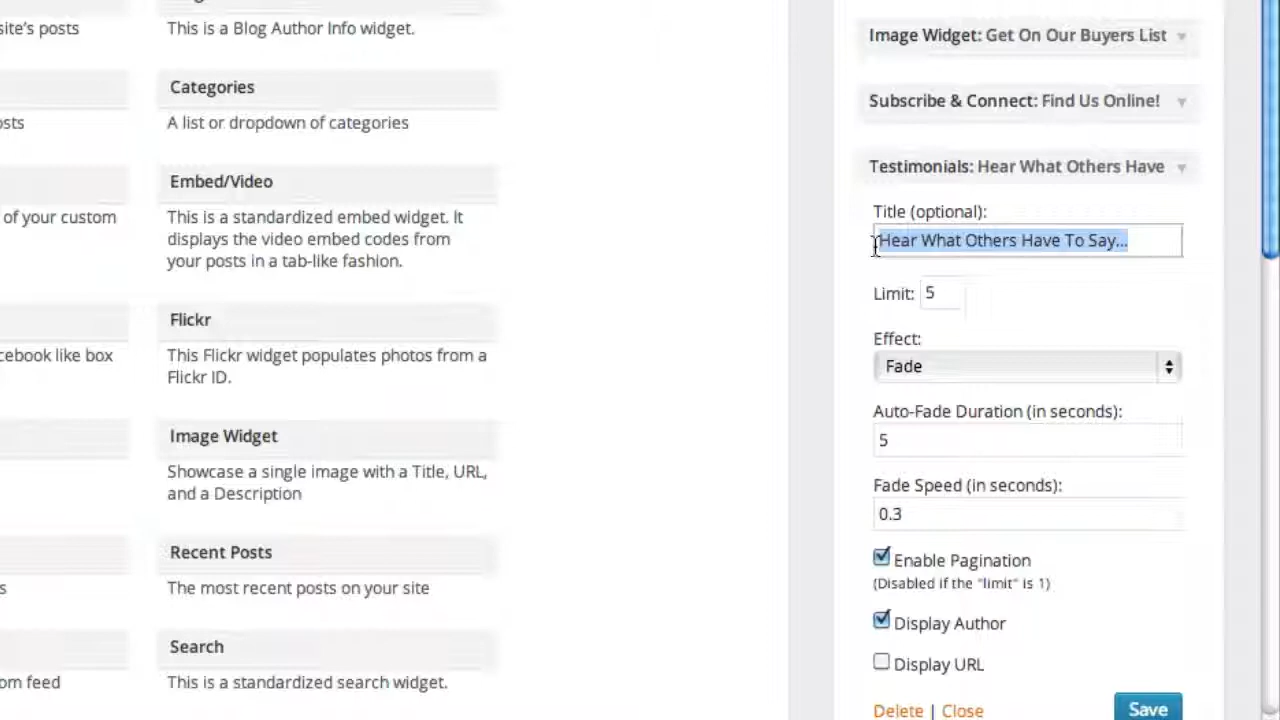 site's posts
This is a Blog Author Info widget.
Categories
osts
A list or dropdown of categories
Embed/Video
of your custom
This is a standardized embed widget. It
displays the video embed codes from
your posts in a tab-like fashion.
Flickr
cebook like box
This Flickr widget populates photos from a
Flickr ID.
Image Widget
Showcase a single image with a Title, URL,
and a Description
Recent Posts
s
The most recent posts on your site
Search
om feed
This is a standardized search widget.
Image Widget: Get On Our Buyers List
Subscribe & Connect: Find Us Online!
Testimonials: Hear What Others Have
Title (optional):
Hear What Others Have To Say...
Limit: 5
Effect:
Fade
Auto-Fade Duration (in seconds):
5
Fade Speed (in seconds):
0.3
Enable Pagination
(Disabled if the "limit" is 1)
Display Author
Display URL
Delete | Close
Save